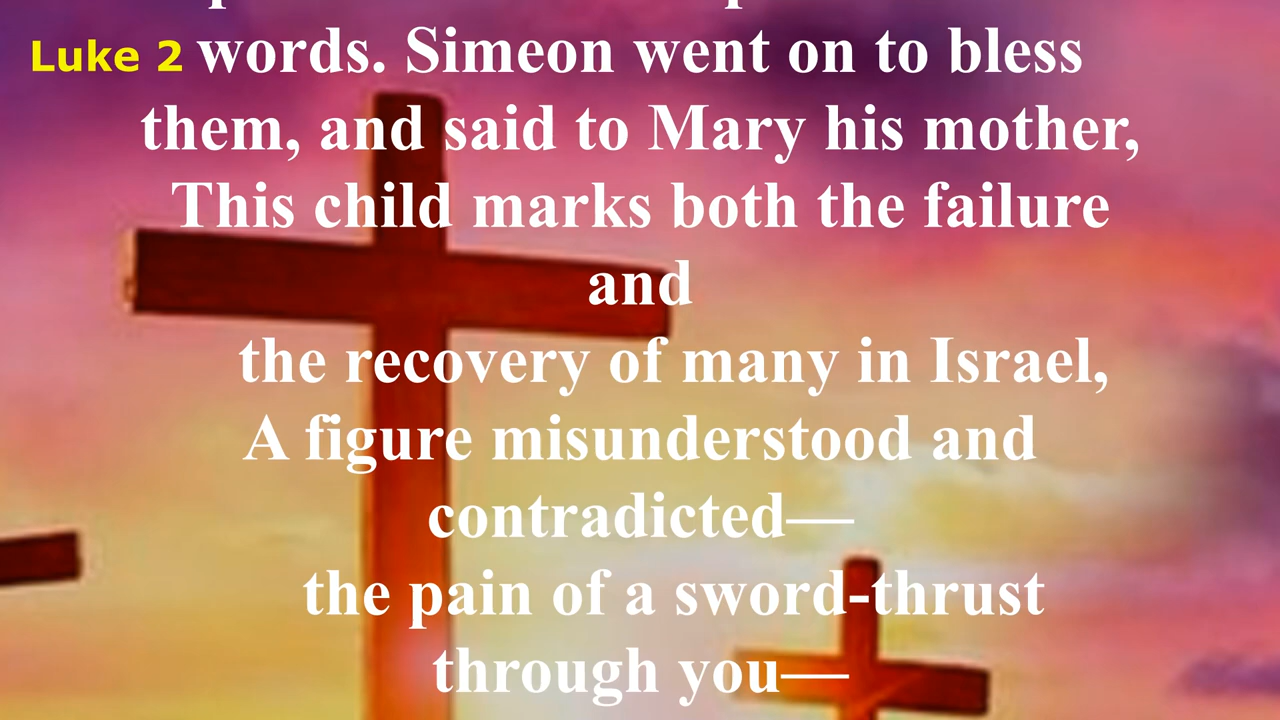 Luke 2 words. Simeon went on to bless
them, and said to Mary his mother,
This child marks both the failure
and
the recovery of many in Israel,
A figure misunderstood and
contradicted—
the pain of a sword-thrust
through you—